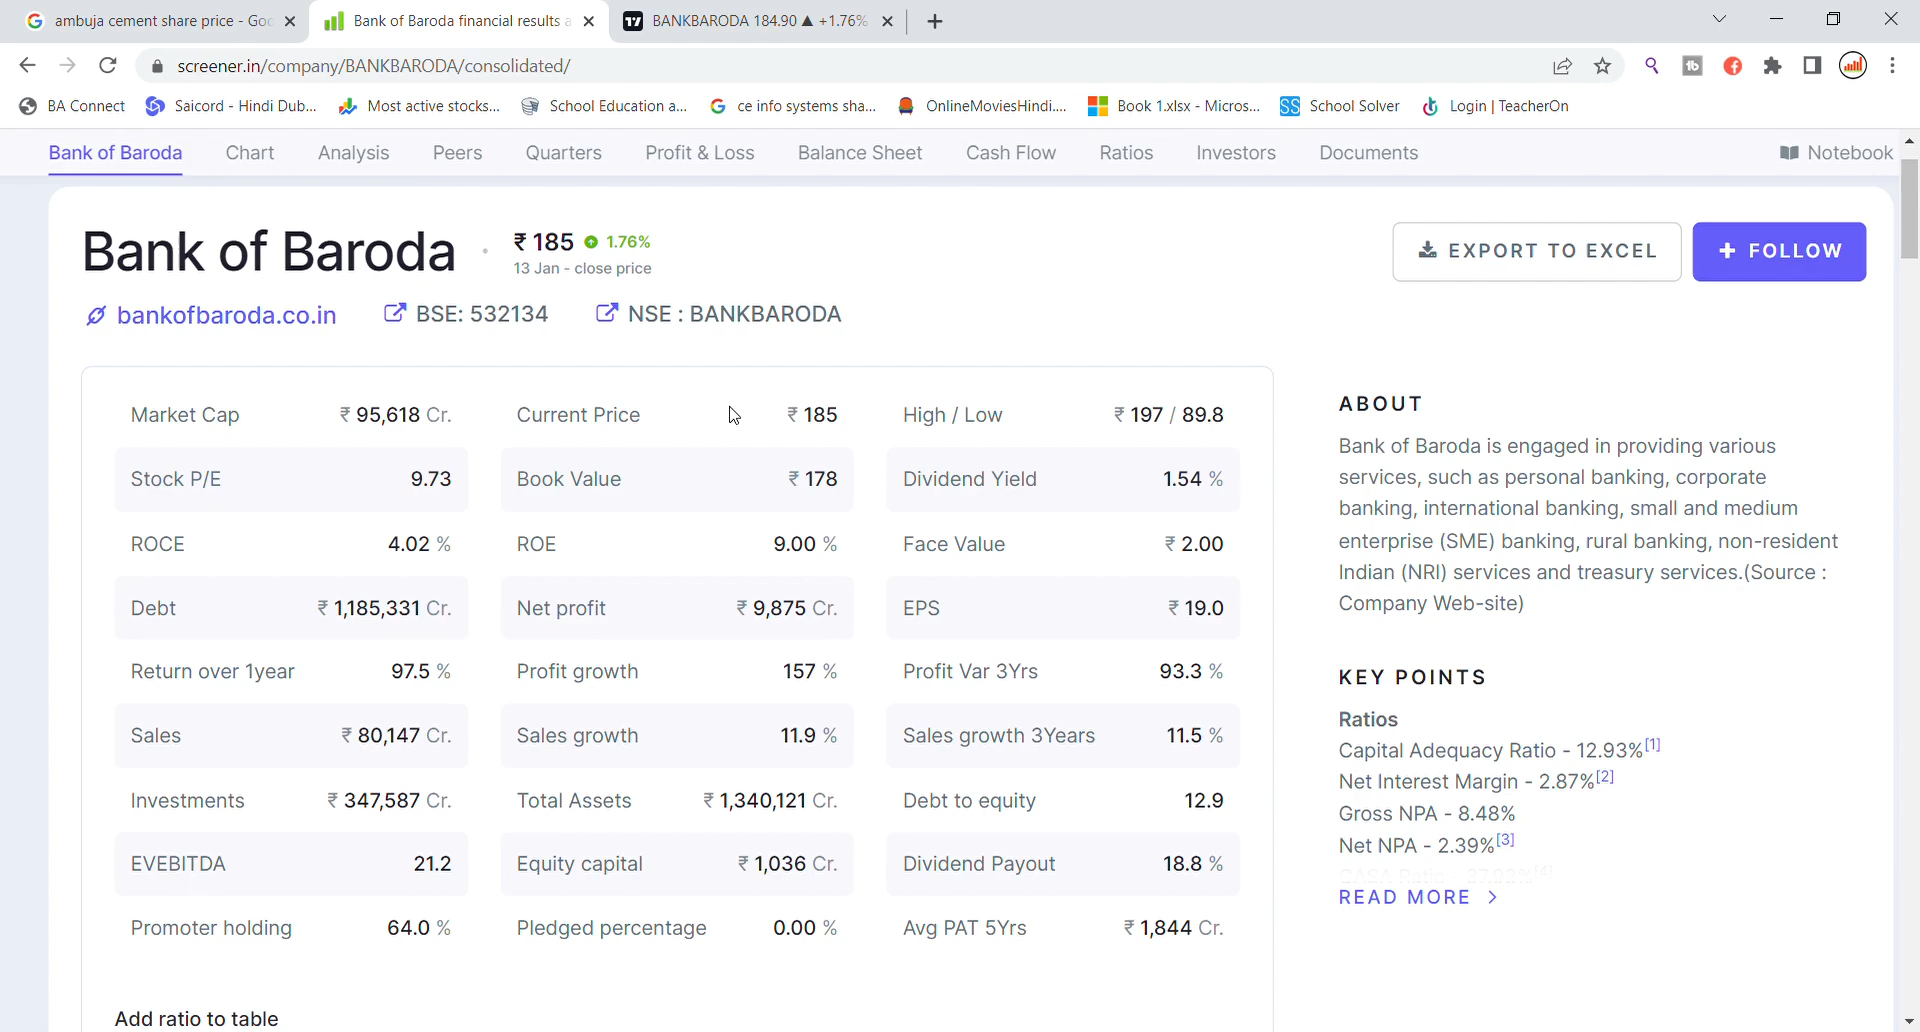 ambuja cement share price - Goo
Bank of Baroda financial results a
BANKBARODA 184.90 ▲ +1.76%
screener.in/company/BANKBARODA/consolidated/
BA Connect
Saicord - Hindi Dub...
Most active stocks...
School Education a...
ce info systems sha...
OnlineMoviesHindi....
Book 1.xlsx - Micros...
School Solver
Login | TeacherOn
Bank of Baroda
Chart
Analysis
Peers
Quarters
Profit & Loss
Balance Sheet
Cash Flow
Ratios
Investors
Documents
Notebook
Bank of Baroda
₹ 185 1.76%
13 Jan - close price
EXPORT TO EXCEL
+ FOLLOW
bankofbaroda.co.in
BSE: 532134
NSE : BANKBARODA
Market Cap ₹ 95,618 Cr.
Current Price ₹ 185
High / Low ₹ 197 / 89.8
Stock P/E 9.73
Book Value ₹ 178
Dividend Yield 1.54 %
ROCE 4.02 %
ROE 9.00 %
Face Value ₹ 2.00
Debt ₹ 1,185,331 Cr.
Net profit ₹ 9,875 Cr.
EPS ₹ 19.0
Return over 1year 97.5 %
Profit growth 157 %
Profit Var 3Yrs 93.3 %
Sales ₹ 80,147 Cr.
Sales growth 11.9 %
Sales growth 3Years 11.5 %
Investments ₹ 347,587 Cr.
Total Assets ₹ 1,340,121 Cr.
Debt to equity 12.9
EVEBITDA 21.2
Equity capital ₹ 1,036 Cr.
Dividend Payout 18.8 %
Promoter holding 64.0 %
Pledged percentage 0.00 %
Avg PAT 5Yrs ₹ 1,844 Cr.
Add ratio to table
ABOUT
Bank of Baroda is engaged in providing various
services, such as personal banking, corporate
banking, international banking, small and medium
enterprise (SME) banking, rural banking, non-resident
Indian (NRI) services and treasury services.(Source :
Company Web-site)
KEY POINTS
Ratios
Capital Adequacy Ratio - 12.93%[1]
Net Interest Margin - 2.87%[2]
Gross NPA - 8.48%
Net NPA - 2.39%[3]
CASA Ratio
READ MORE